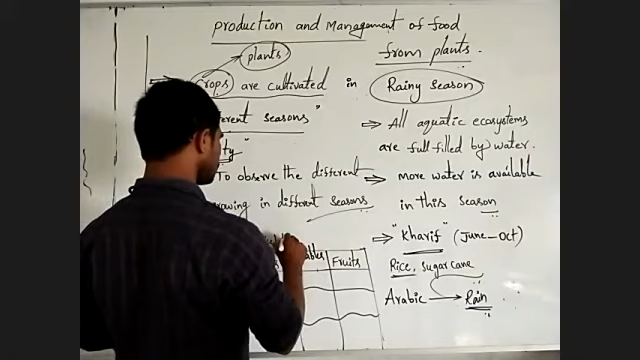 production and Management of food
from plants.
plants
crops are cultivated in Rainy Season
different seasons"
To observe the different
growing in different seasons
Fruits
⇒ All aquatic ecosystems
are full-filled by water.
⇒ more water is available
in this season
⇒ "Kharif" (June-Oct)
Rice, sugarcane
Arabic → Rain